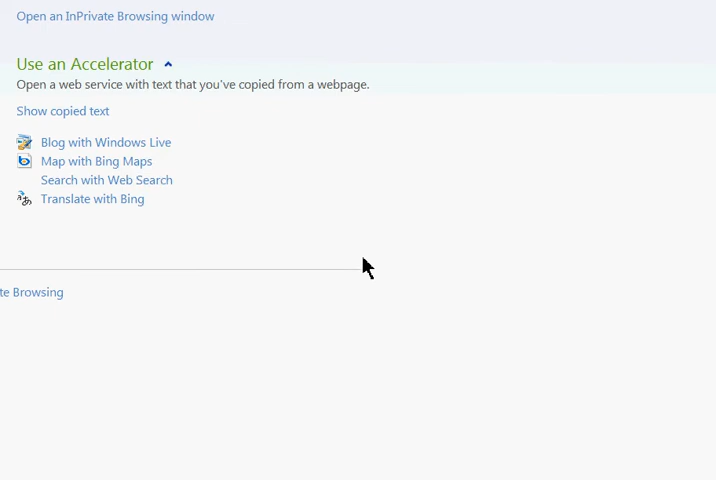 Open an InPrivate Browsing window
Use an Accelerator
Open a web service with text that you've copied from a webpage.
Show copied text
Blog with Windows Live
Map with Bing Maps
Search with Web Search
Translate with Bing
te Browsing